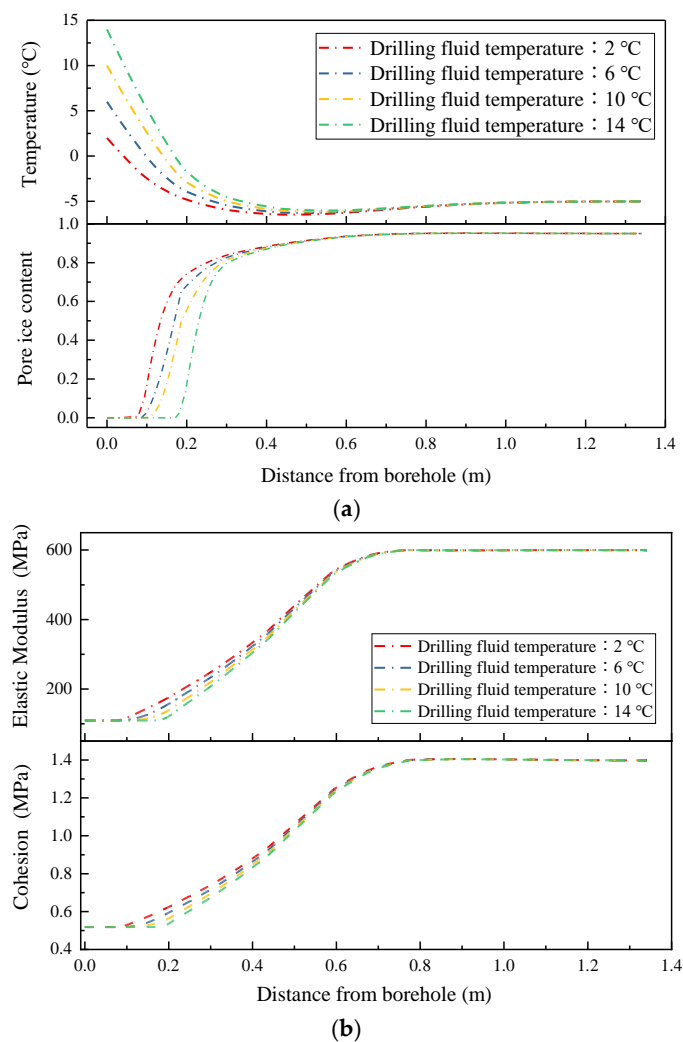 15
10
5
0
-5
Temperature (℃)
Drilling fluid temperature：2 ℃
Drilling fluid temperature：6 ℃
Drilling fluid temperature：10 ℃
Drilling fluid temperature：14 ℃
1.0
0.8
0.6
0.4
0.2
0.0
Pore ice content
0.0 0.2 0.4 0.6 0.8 1.0 1.2 1.4
Distance from borehole (m)
(a)
600
400
200
Elastic Modulus (MPa)
Drilling fluid temperature：2 ℃
Drilling fluid temperature：6 ℃
Drilling fluid temperature：10 ℃
Drilling fluid temperature：14 ℃
1.4
1.2
1.0
0.8
0.6
0.4
Cohesion (MPa)
0.0 0.2 0.4 0.6 0.8 1.0 1.2 1.4
Distance from borehole (m)
(b)